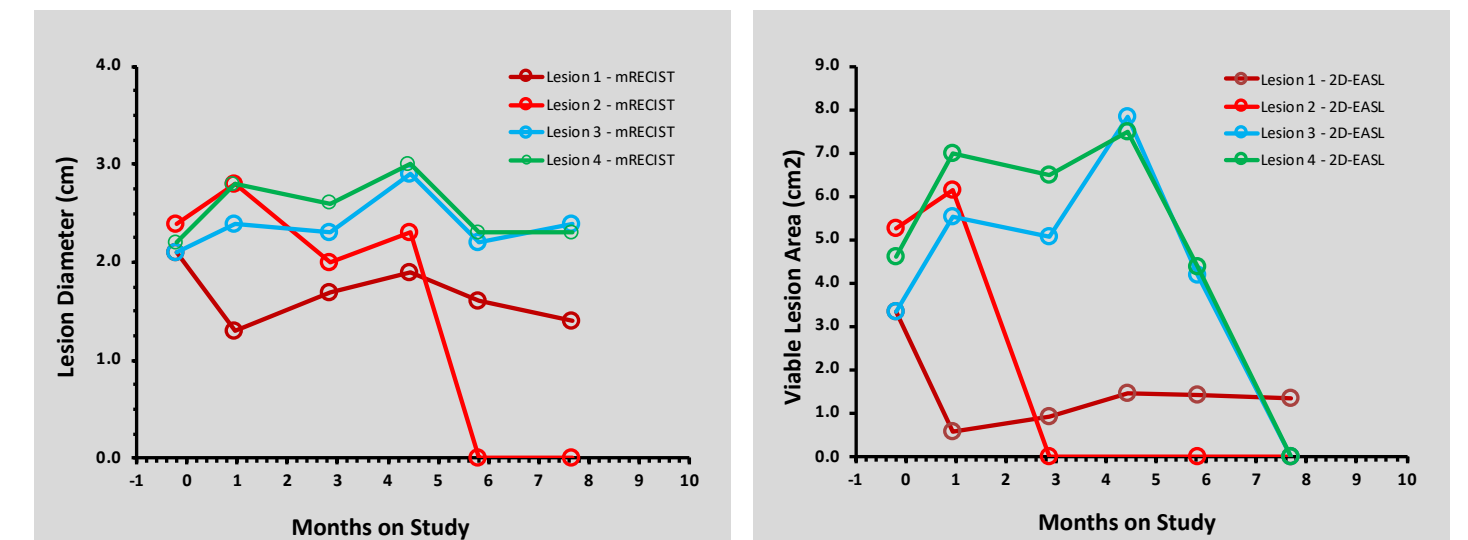 4.0
3.0
2.0
1.0
0.0
-1 0 1 2 3 4 5 6 7 8 9 10
Lesion Diameter (cm)
Months on Study
Lesion 1 - mRECIST
Lesion 2 - mRECIST
Lesion 3 - mRECIST
Lesion 4 - mRECIST
9.0
8.0
7.0
6.0
5.0
4.0
3.0
2.0
1.0
0.0
-1 0 1 2 3 4 5 6 7 8 9 10
Viable Lesion Area (cm2)
Months on Study
Lesion 1 - 2D-EASL
Lesion 2 - 2D-EASL
Lesion 3 - 2D-EASL
Lesion 4 - 2D-EASL